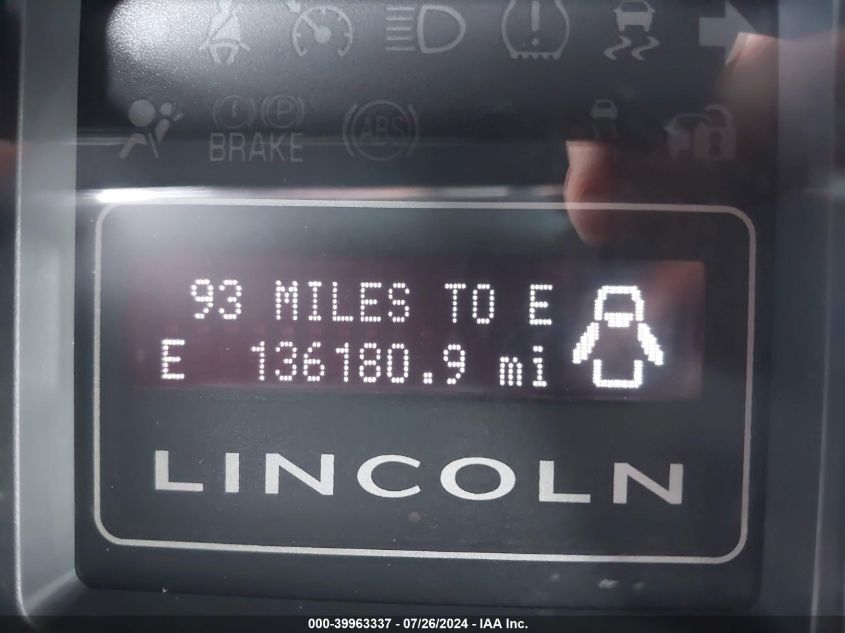 BRAKE
P
ABS
93 MILES TO E
E 136180.9 mi
LINCOLN
000-39963337 - 07/26/2024 - IAA Inc.